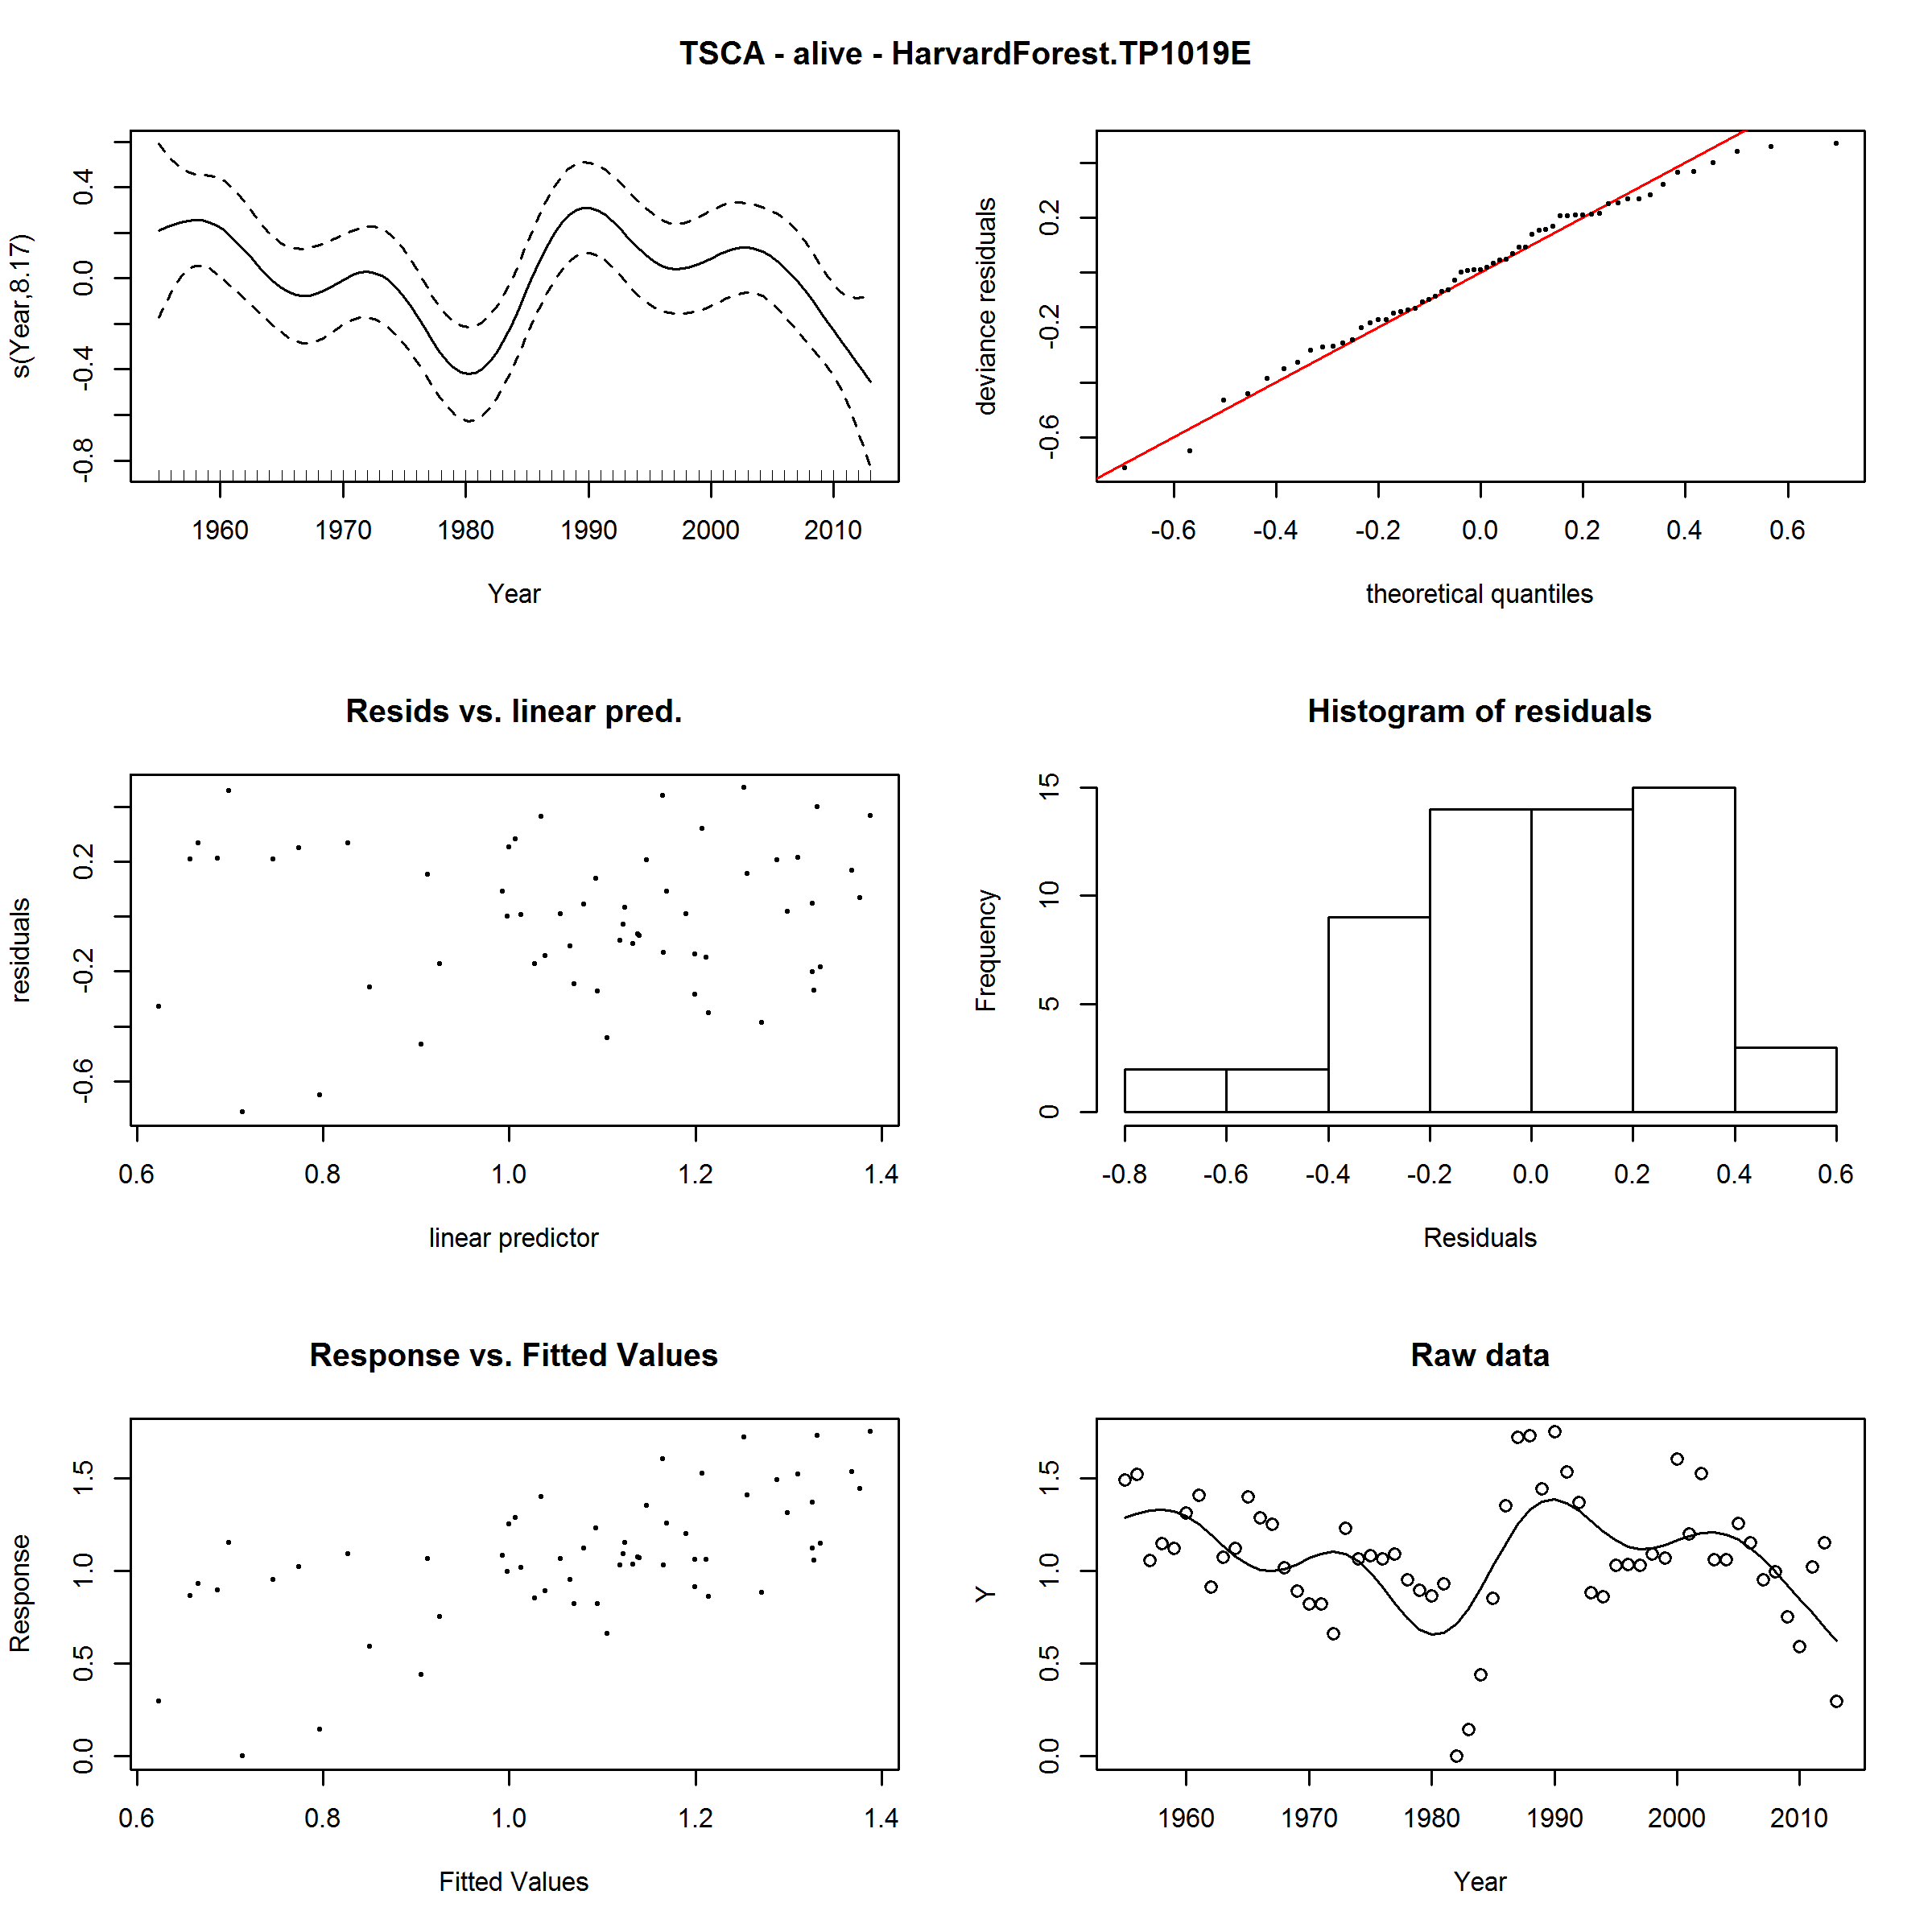 TSCA - alive - HarvardForest.TP1019E
s(Year,8.17)
-0.8 -0.4 0.0 0.4
1960 1970 1980 1990 2000 2010
Year
deviance residuals
-0.6 -0.2 0.2
-0.6 -0.4 -0.2 0.0 0.2 0.4 0.6
theoretical quantiles
Resids vs. linear pred.
residuals
-0.6 -0.2 0.2
0.6 0.8 1.0 1.2 1.4
linear predictor
Histogram of residuals
Frequency
0 5 10 15
-0.8 -0.6 -0.4 -0.2 0.0 0.2 0.4 0.6
Residuals
Response vs. Fitted Values
Response
0.0 0.5 1.0 1.5
0.6 0.8 1.0 1.2 1.4
Fitted Values
Raw data
Y
0.0 0.5 1.0 1.5
1960 1970 1980 1990 2000 2010
Year